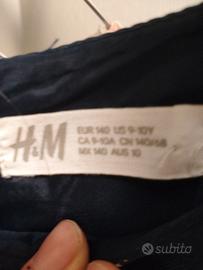 H&M
EUR 140 US 9-10Y
CA 9-10A CN 140/68
MX 140 AUS 10
subito